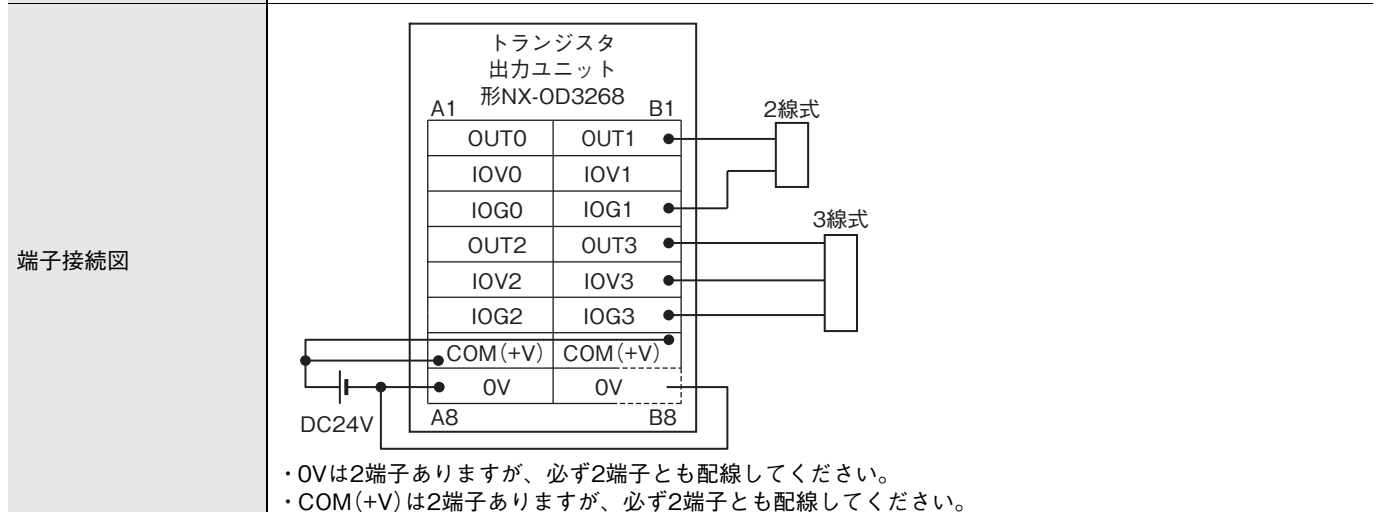 端子接続図
トランジスタ
出力ユニット
形NX-OD3268
A1 B1
2線式
OUT0 OUT1
IOV0 IOV1
IOG0 IOG1
3線式
OUT2 OUT3
IOV2 IOV3
IOG2 IOG3
COM(+V) COM(+V)
0V 0V
DC24V
A8 B8
・0Vは2端子ありますが、必ず2端子とも配線してください。
・COM(+V)は2端子ありますが、必ず2端子とも配線してください。